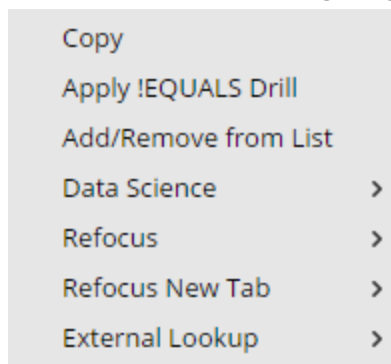 Copy
Apply !EQUALS Drill
Add/Remove from List
Data Science
Refocus
Refocus New Tab
External Lookup